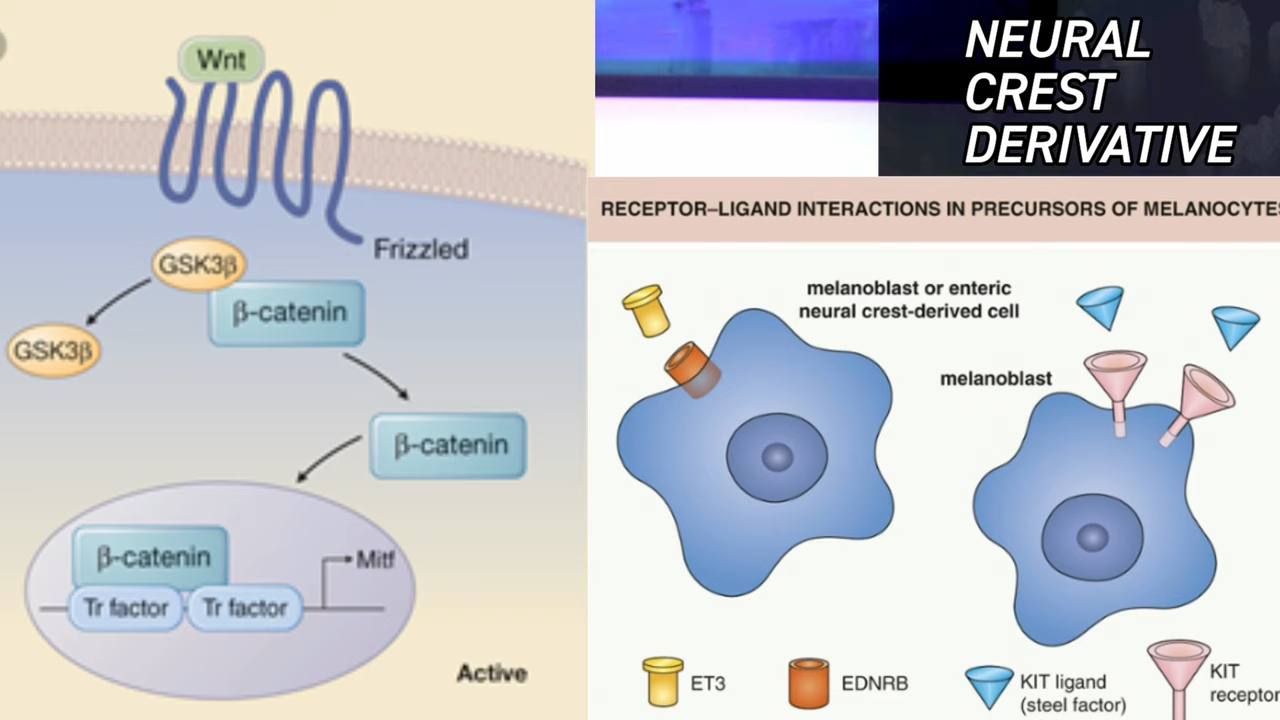 Wnt
Frizzled
GSK3β
β-catenin
GSK3β
β-catenin
β-catenin
Mitf
Tr factor
Tr factor
Active
NEURAL
CREST
DERIVATIVE
RECEPTOR–LIGAND INTERACTIONS IN PRECURSORS OF MELANOCYTES
melanoblast or enteric
neural crest-derived cell
melanoblast
ET3
EDNRB
KIT ligand
(steel factor)
KIT
receptor